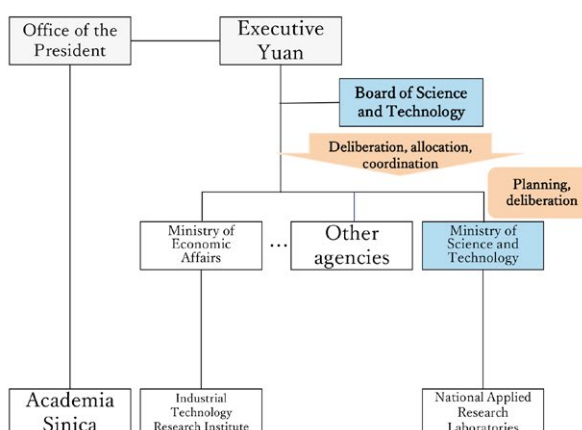 Office of the
President
Executive
Yuan
Board of Science
and Technology
Deliberation, allocation,
coordination
Planning,
deliberation
Ministry of
Economic
Affairs
...
Other
agencies
Ministry of
Science and
Technology
Academia
Sinica
Industrial
Technology
Research Institute
National Applied
Research
Laboratories